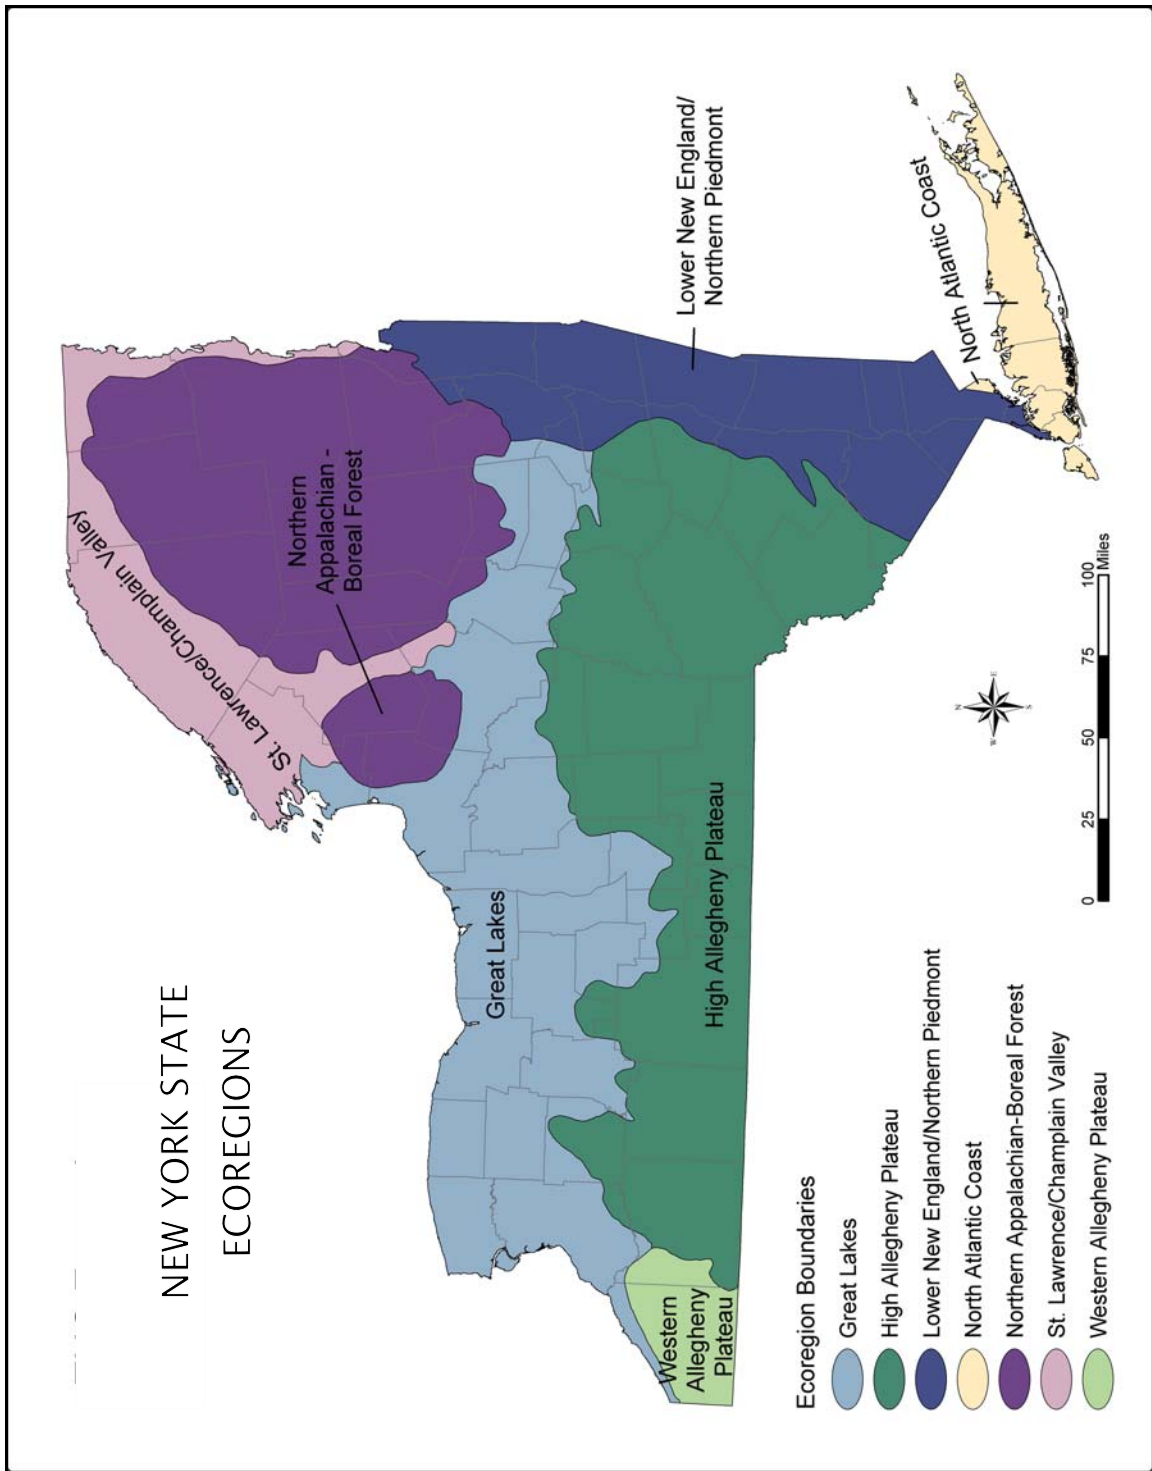 NEW YORK STATE
ECOREGIONS
St. Lawrence/Champlain Valley
Northern
Appalachian -
Boreal Forest
Great Lakes
High Allegheny Plateau
Western
Allegheny
Plateau
Lower New England/
Northern Piedmont
North Atlantic Coast
Ecoregion Boundaries
Great Lakes
High Allegheny Plateau
Lower New England/Northern Piedmont
North Atlantic Coast
Northern Appalachian-Boreal Forest
St. Lawrence/Champlain Valley
Western Allegheny Plateau
N
W
E
S
0 25 50 75 100
Miles